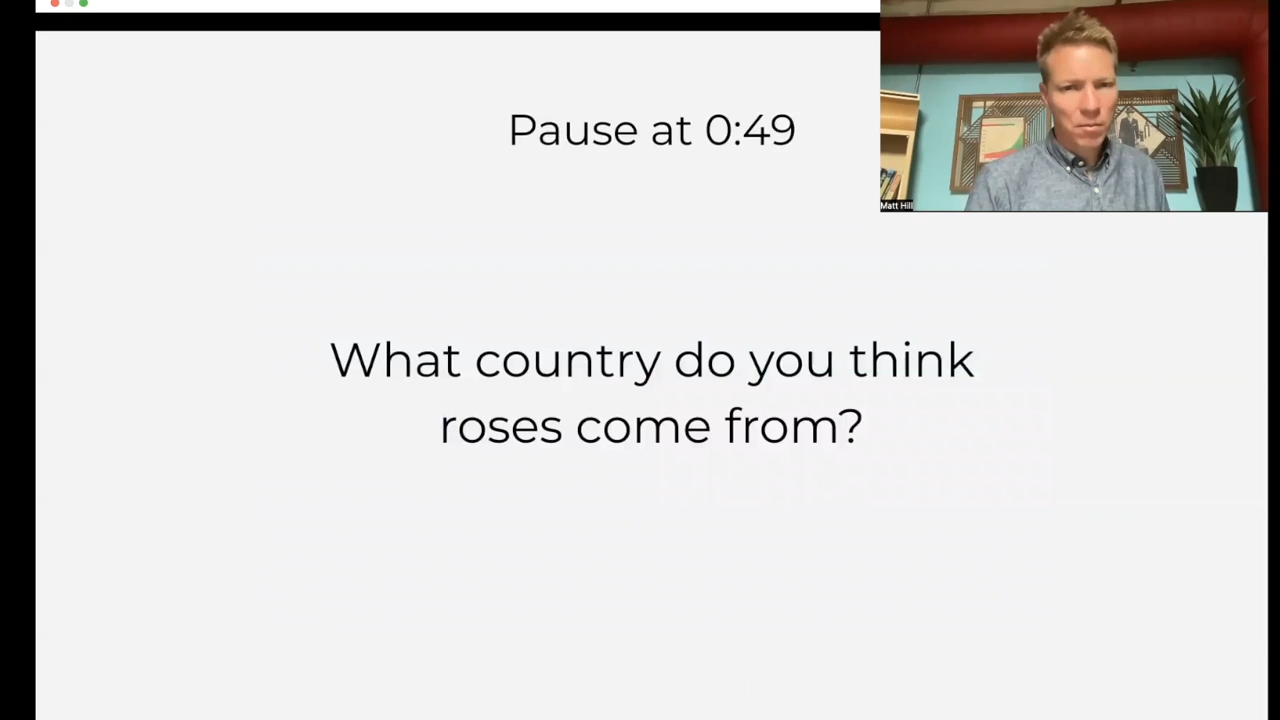 Pause at 0:49
Matt Hill
What country do you think
roses come from?